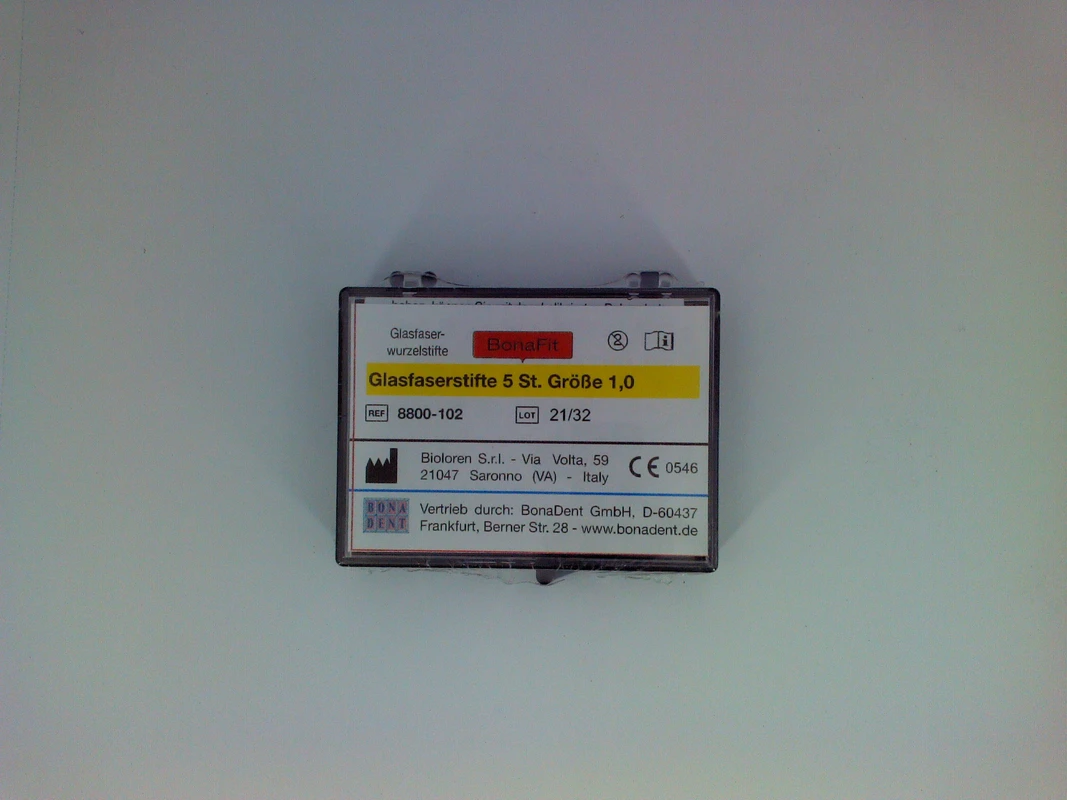 Glasfaser-
wurzelstifte
BonaFit
Glasfaserstifte 5 St. Größe 1,0
REF 8800-102 LOT 21/32
Bioloren S.r.l. - Via Volta, 59
21047 Saronno (VA) - Italy
CE 0546
BONA
DENT
Vertrieb durch: BonaDent GmbH, D-60437
Frankfurt, Berner Str. 28 - www.bonadent.de